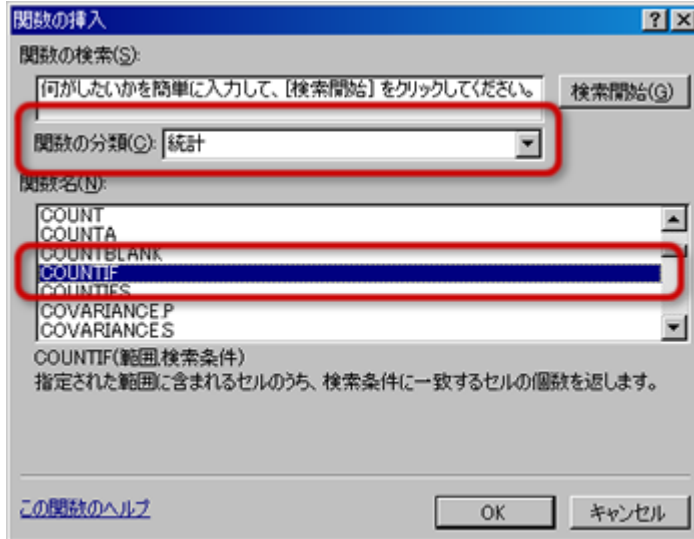 関数の挿入
関数の検索(S):
何がしたいかを簡単に入力して、[検索開始] をクリックしてください。
検索開始(G)
関数の分類(C): 統計
関数名(N):
COUNT
COUNTA
COUNTBLANK
COUNTIF
COUNTIFS
COVARIANCE.P
COVARIANCE.S
COUNTIF(範囲,検索条件)
指定された範囲に含まれるセルのうち、検索条件に一致するセルの個数を返します。
この関数のヘルプ
OK
キャンセル